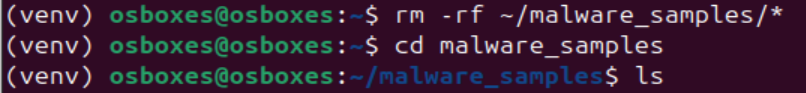 (venv) osboxes@osboxes:~$ rm -rf ~/malware_samples/*
(venv) osboxes@osboxes:~$ cd malware_samples
(venv) osboxes@osboxes:~/malware_samples$ ls